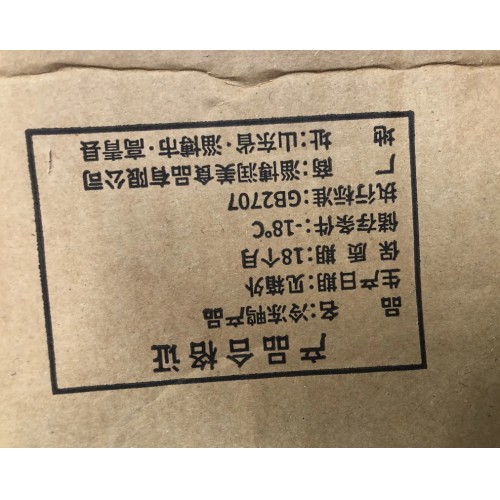 产品合格证
品 名:冷冻鸭产品
生产日期:见箱外
保 质 期:18个月
储存条件:-18°C
执行标准:GB2707
厂 商:淄博润美食品有限公司
地 址:山东省·淄博市·高青县